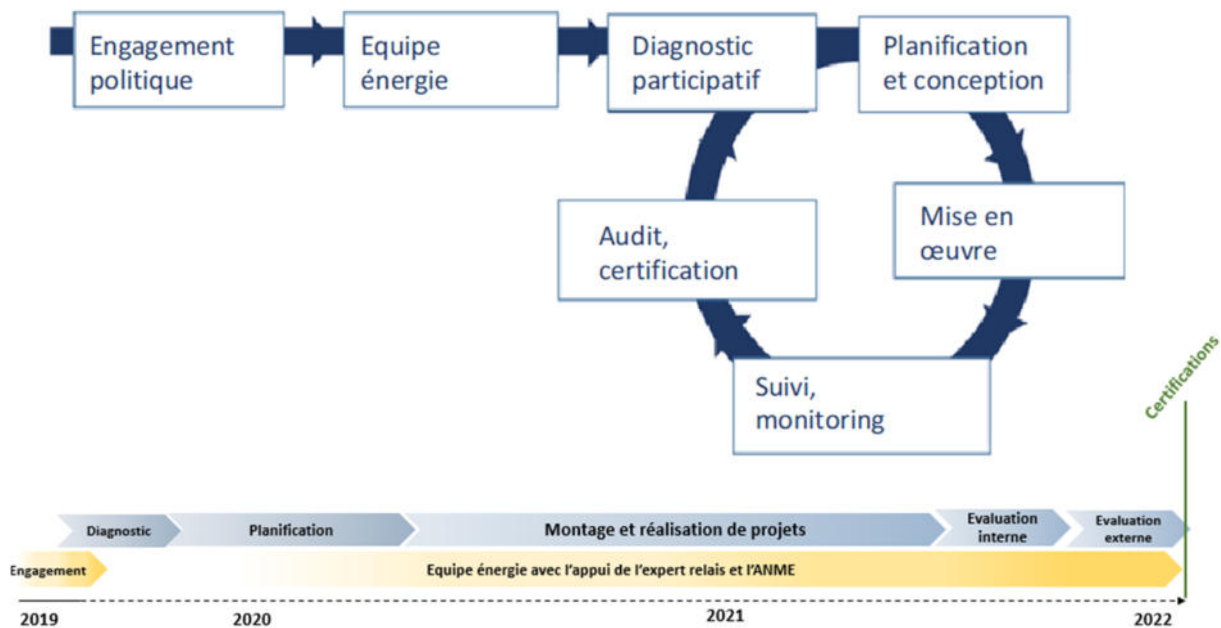 Engagement
politique
Equipe
énergie
Diagnostic
participatif
Planification
et conception
Mise en
œuvre
Audit,
certification
Suivi,
monitoring
Certifications
Diagnostic
Planification
Montage et réalisation de projets
Evaluation
interne
Evaluation
externe
Engagement
Equipe énergie avec l'appui de l'expert relais et l'ANME
2019
2020
2021
2022